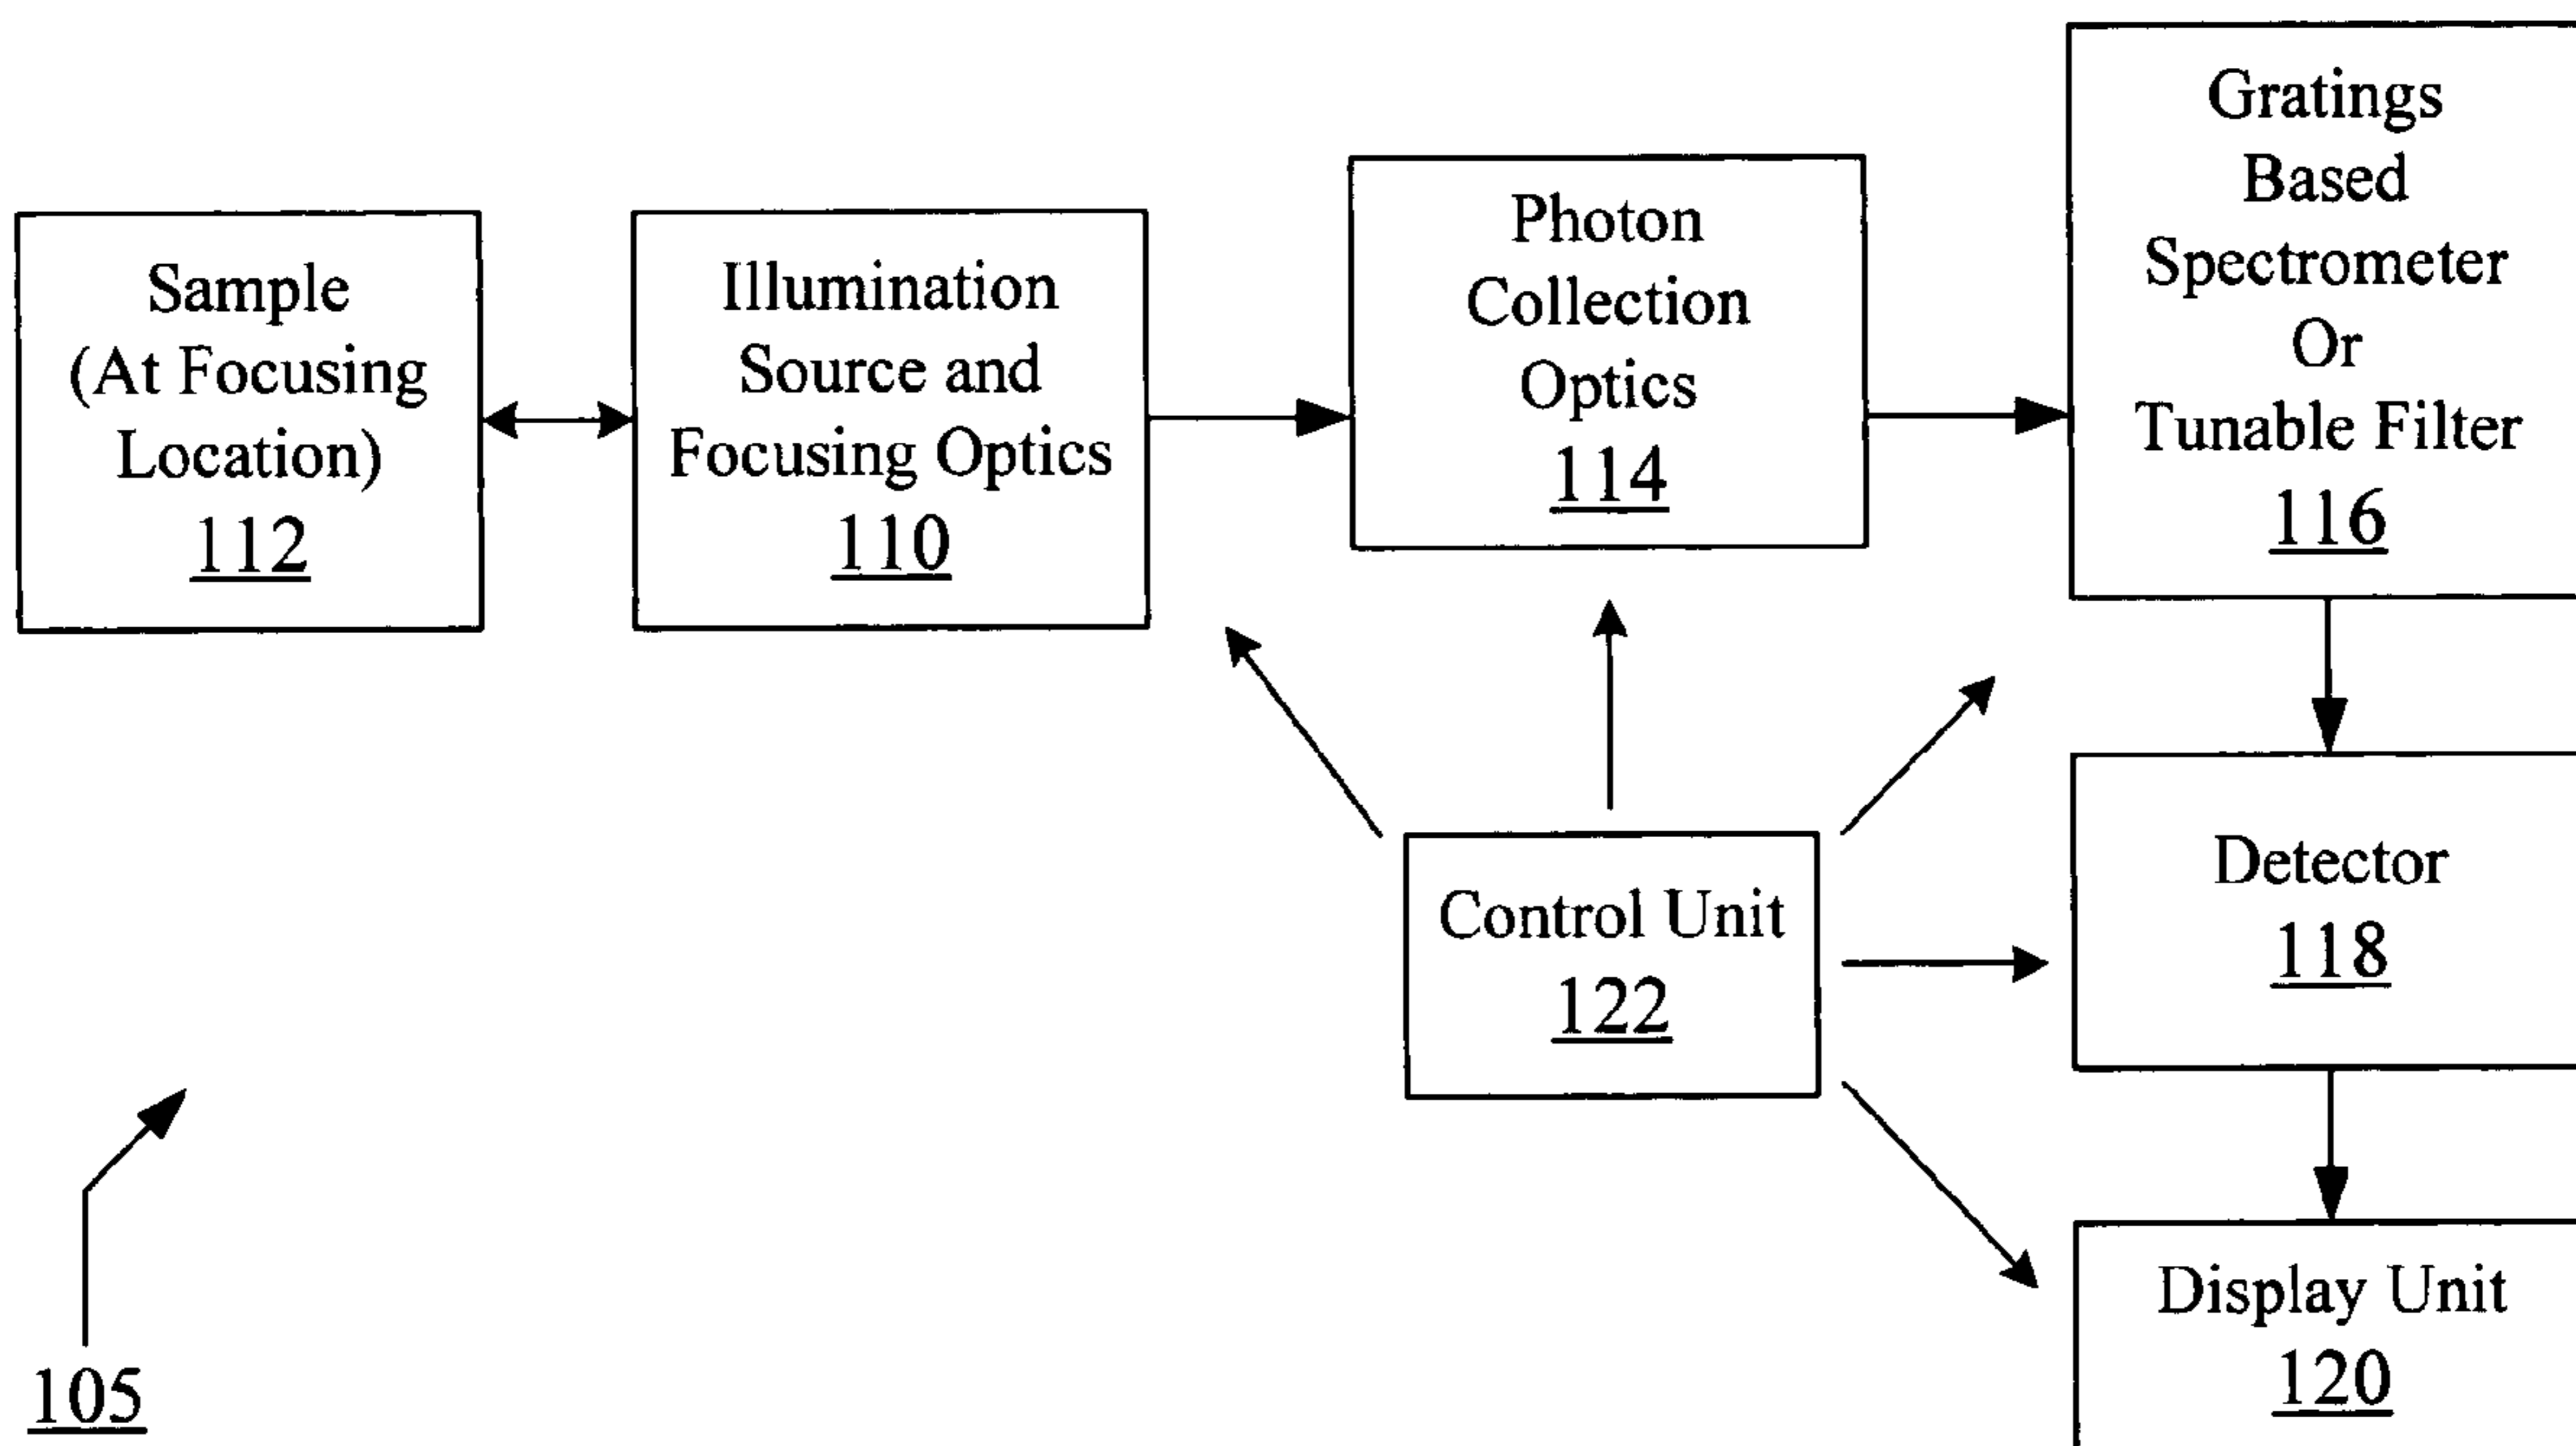 Sample
(At Focusing
Location)
112
Illumination
Source and
Focusing Optics
110
Photon
Collection
Optics
114
Gratings
Based
Spectrometer
Or
Tunable Filter
116
Control Unit
122
Detector
118
Display Unit
120
105